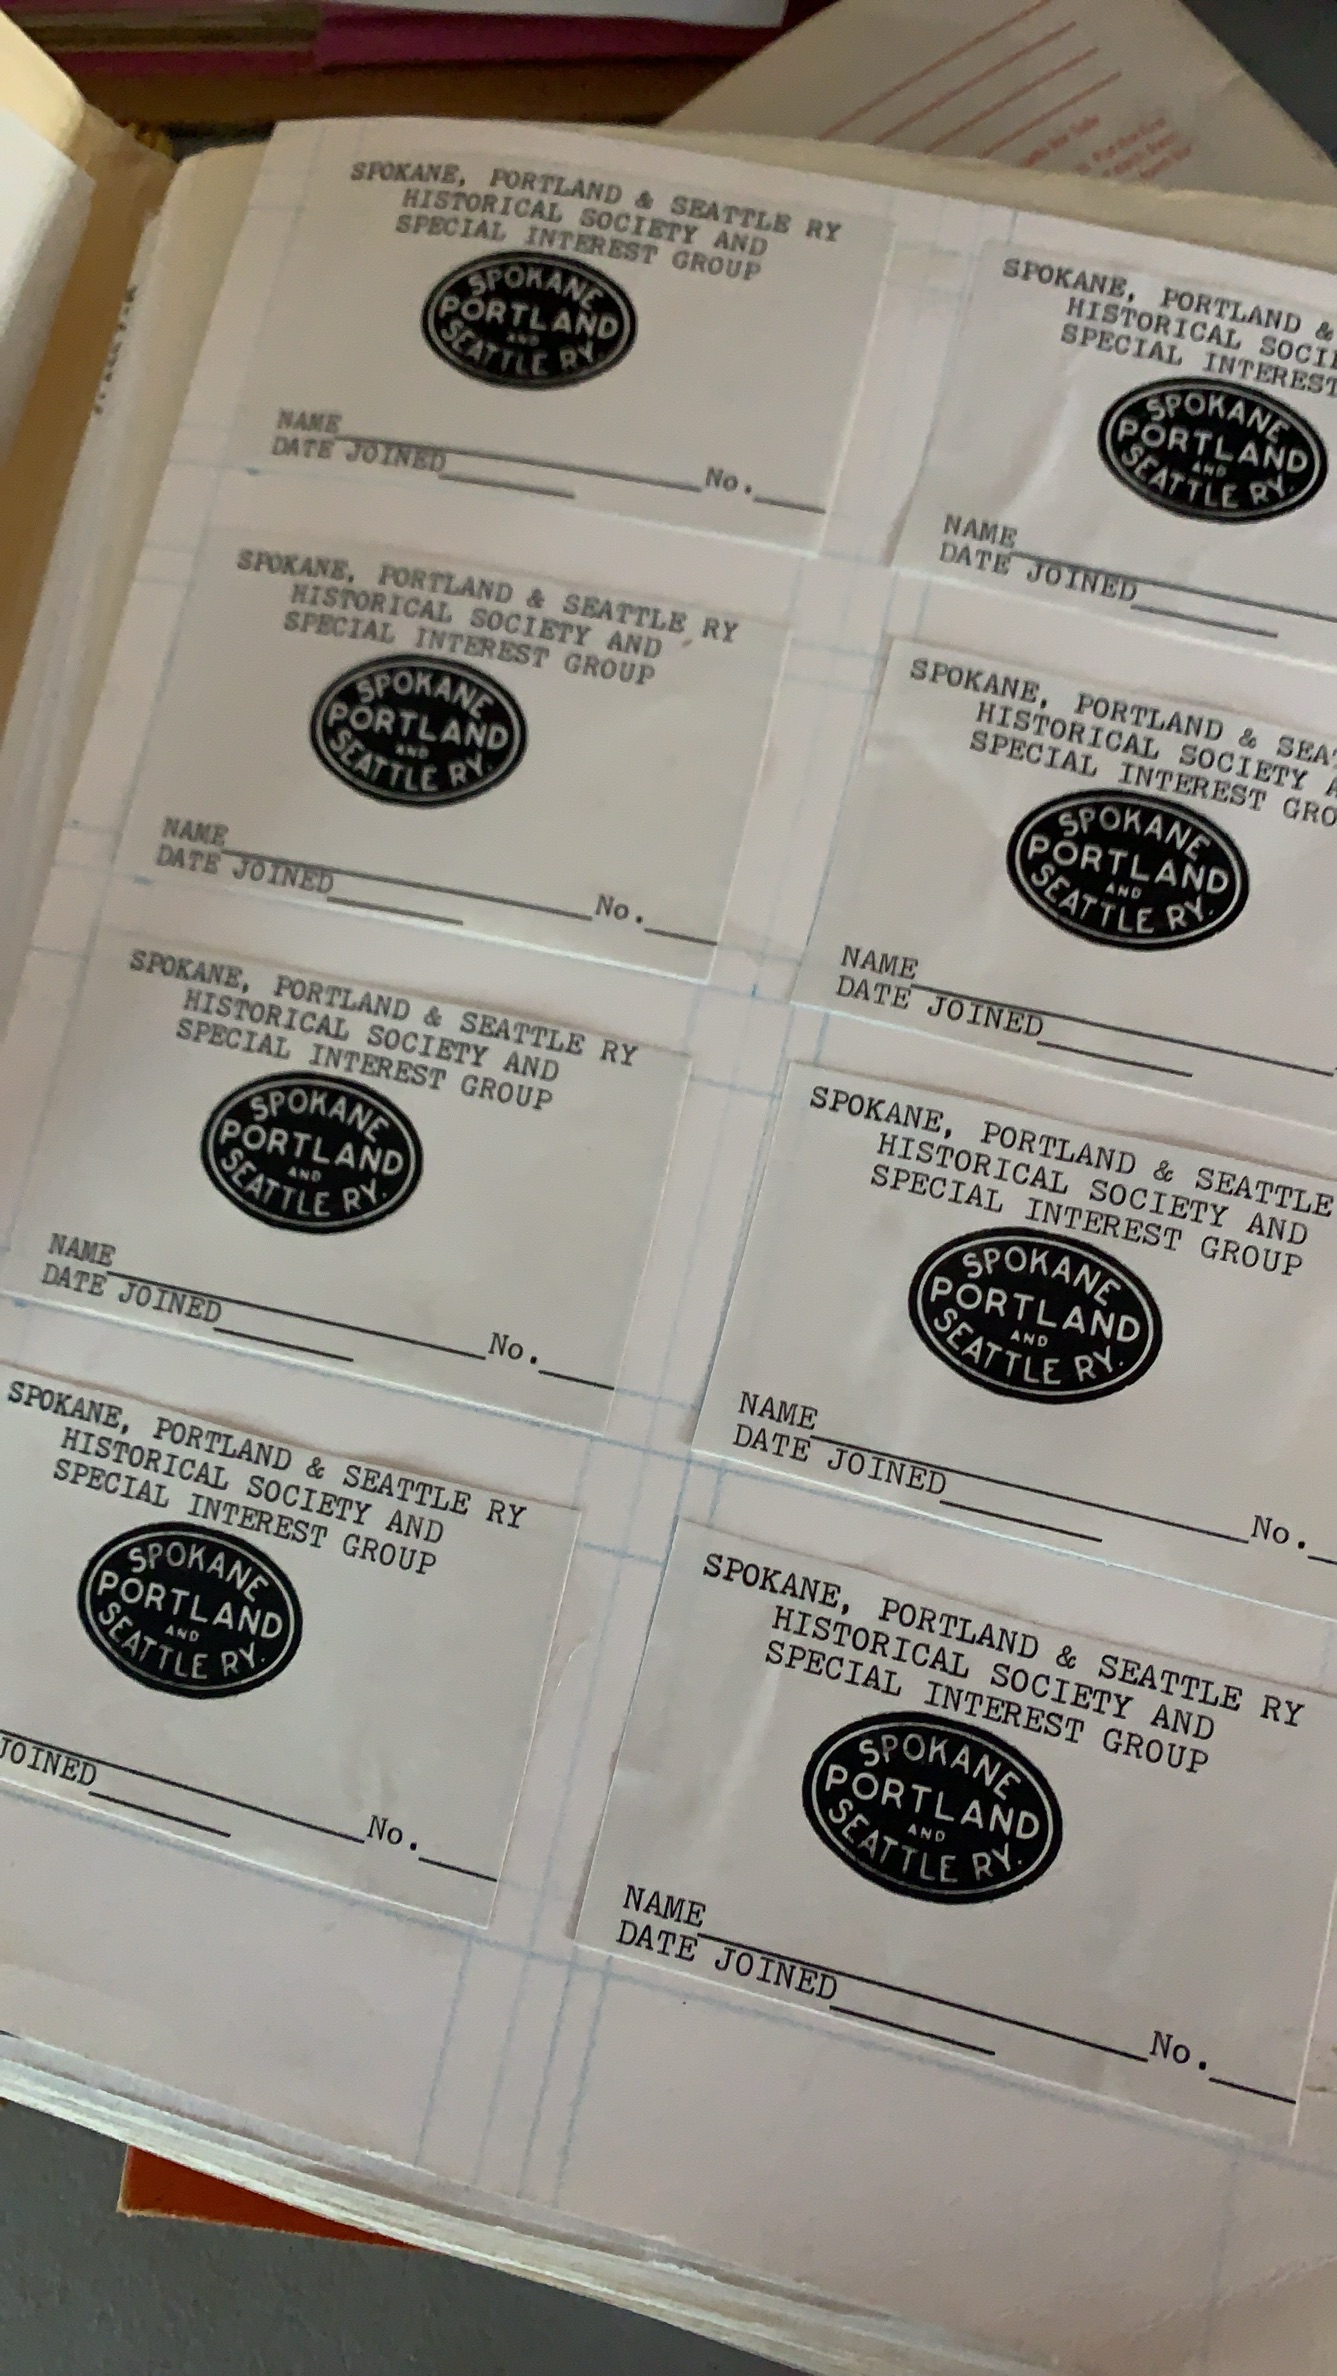 SPOKANE, PORTLAND & SEATTLE RY
HISTORICAL SOCIETY AND
SPECIAL INTEREST GROUP
SPOKANE
PORTLAND
AND
SEATTLE RY.
NAME
DATE JOINED
No.
SPOKANE, PORTLAND &
HISTORICAL SOCI
SPECIAL INTEREST
SPOKANE
PORTLAND
AND
SEATTLE RY.
NAME
DATE JOINED
SPOKANE, PORTLAND & SEATTLE RY
HISTORICAL SOCIETY AND
SPECIAL INTEREST GROUP
SPOKANE
PORTLAND
AND
SEATTLE RY.
NAME
DATE JOINED
No.
SPOKANE, PORTLAND & SEAT
HISTORICAL SOCIETY A
SPECIAL INTEREST GRO
SPOKANE
PORTLAND
AND
SEATTLE RY.
NAME
DATE JOINED
SPOKANE, PORTLAND & SEATTLE RY
HISTORICAL SOCIETY AND
SPECIAL INTEREST GROUP
SPOKANE
PORTLAND
AND
SEATTLE RY.
NAME
DATE JOINED
No.
SPOKANE, PORTLAND & SEATTLE
HISTORICAL SOCIETY AND
SPECIAL INTEREST GROUP
SPOKANE
PORTLAND
AND
SEATTLE RY.
NAME
DATE JOINED
No.
SPOKANE, PORTLAND & SEATTLE RY
HISTORICAL SOCIETY AND
SPECIAL INTEREST GROUP
SPOKANE
PORTLAND
AND
SEATTLE RY.
JOINED
No.
SPOKANE, PORTLAND & SEATTLE RY
HISTORICAL SOCIETY AND
SPECIAL INTEREST GROUP
SPOKANE
PORTLAND
AND
SEATTLE RY.
NAME
DATE JOINED
No.